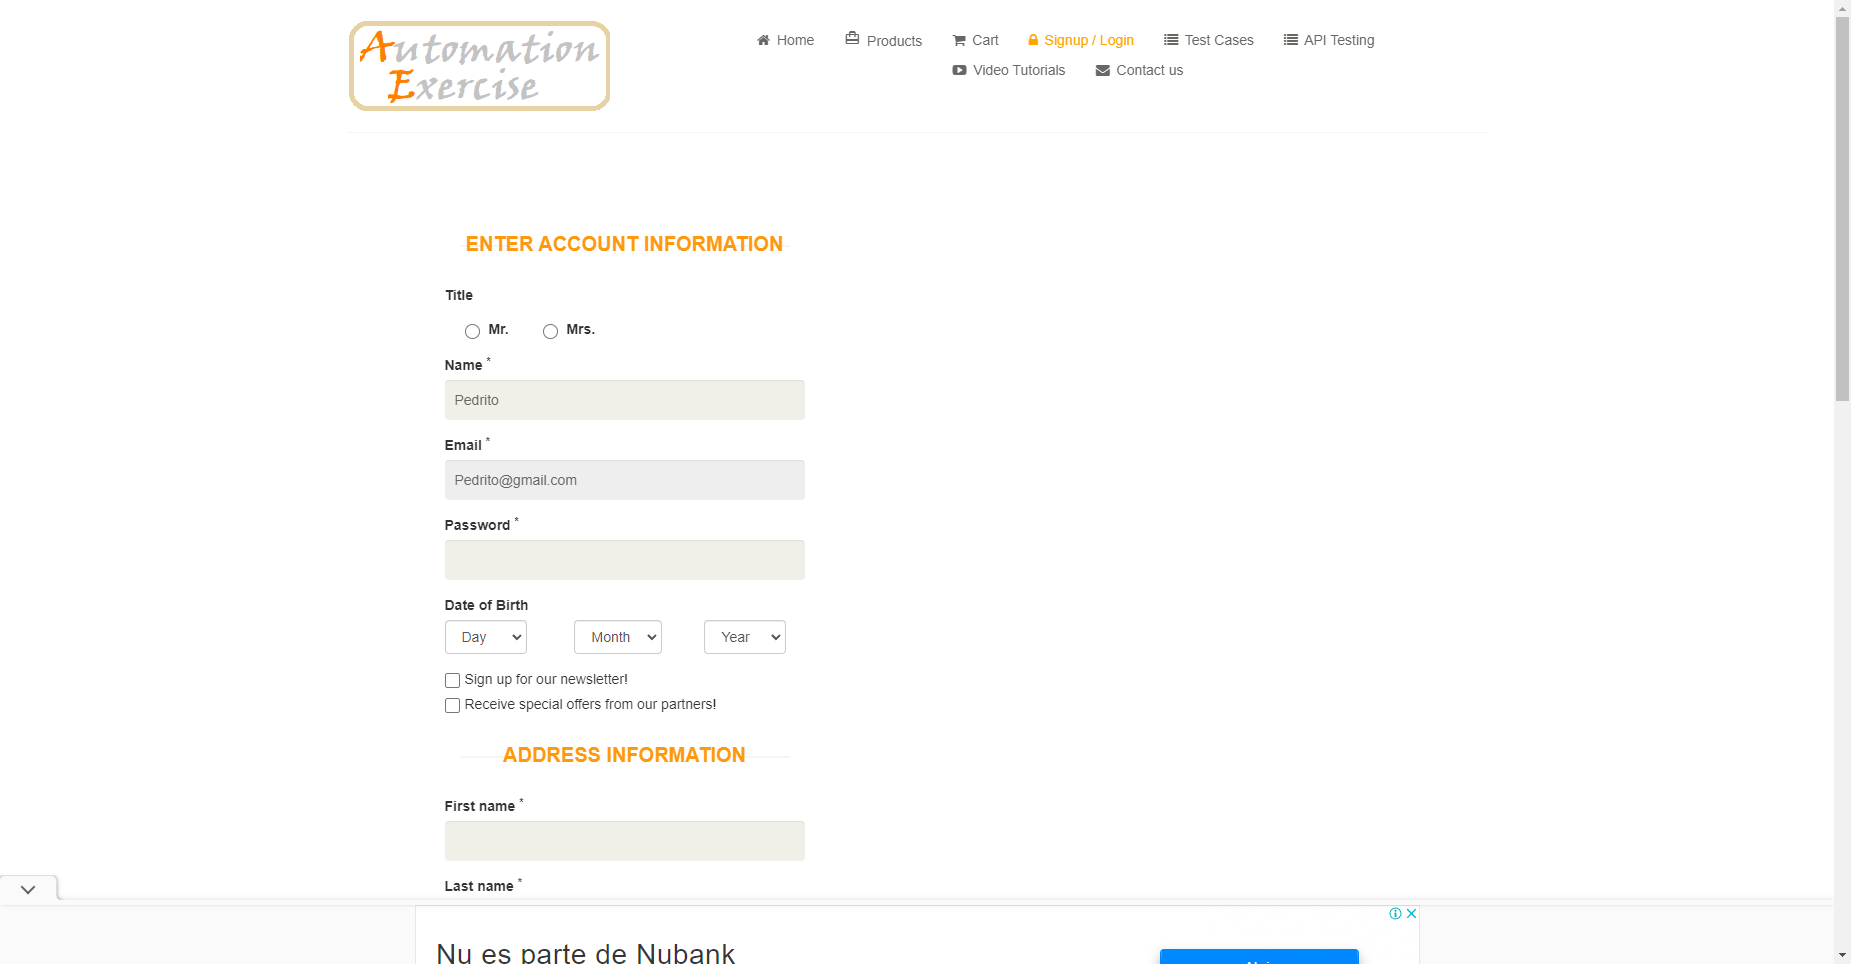 Automation
Exercise
Home
Products
Cart
Signup / Login
Test Cases
API Testing
Video Tutorials
Contact us
ENTER ACCOUNT INFORMATION
Title
Mr.
Mrs.
Name *
Pedrito
Email *
Pedrito@gmail.com
Password *
Date of Birth
Day
Month
Year
Sign up for our newsletter!
Receive special offers from our partners!
ADDRESS INFORMATION
First name *
Last name *
Nu es parte de Nubank